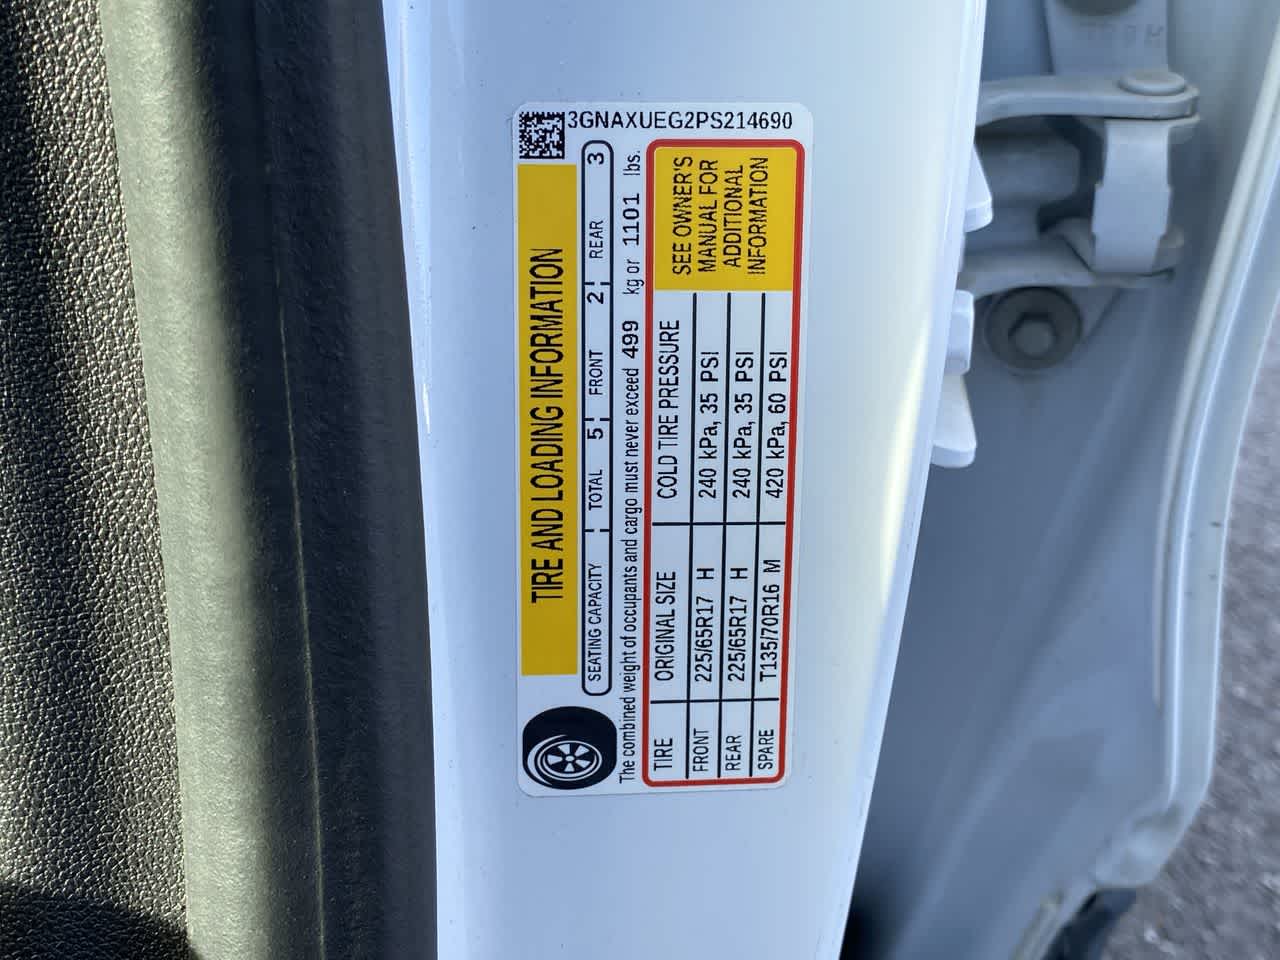 3GNAXUEG2PS214690
TIRE AND LOADING INFORMATION
SEATING CAPACITY TOTAL 5 FRONT 2 REAR 3
The combined weight of occupants and cargo must never exceed 499 kg or 1101 lbs.
TIRE ORIGINAL SIZE COLD TIRE PRESSURE
FRONT 225/65R17 H 240 kPa, 35 PSI
REAR 225/65R17 H 240 kPa, 35 PSI
SPARE T135/70R16 M 420 kPa, 60 PSI
SEE OWNER'S
MANUAL FOR
ADDITIONAL
INFORMATION